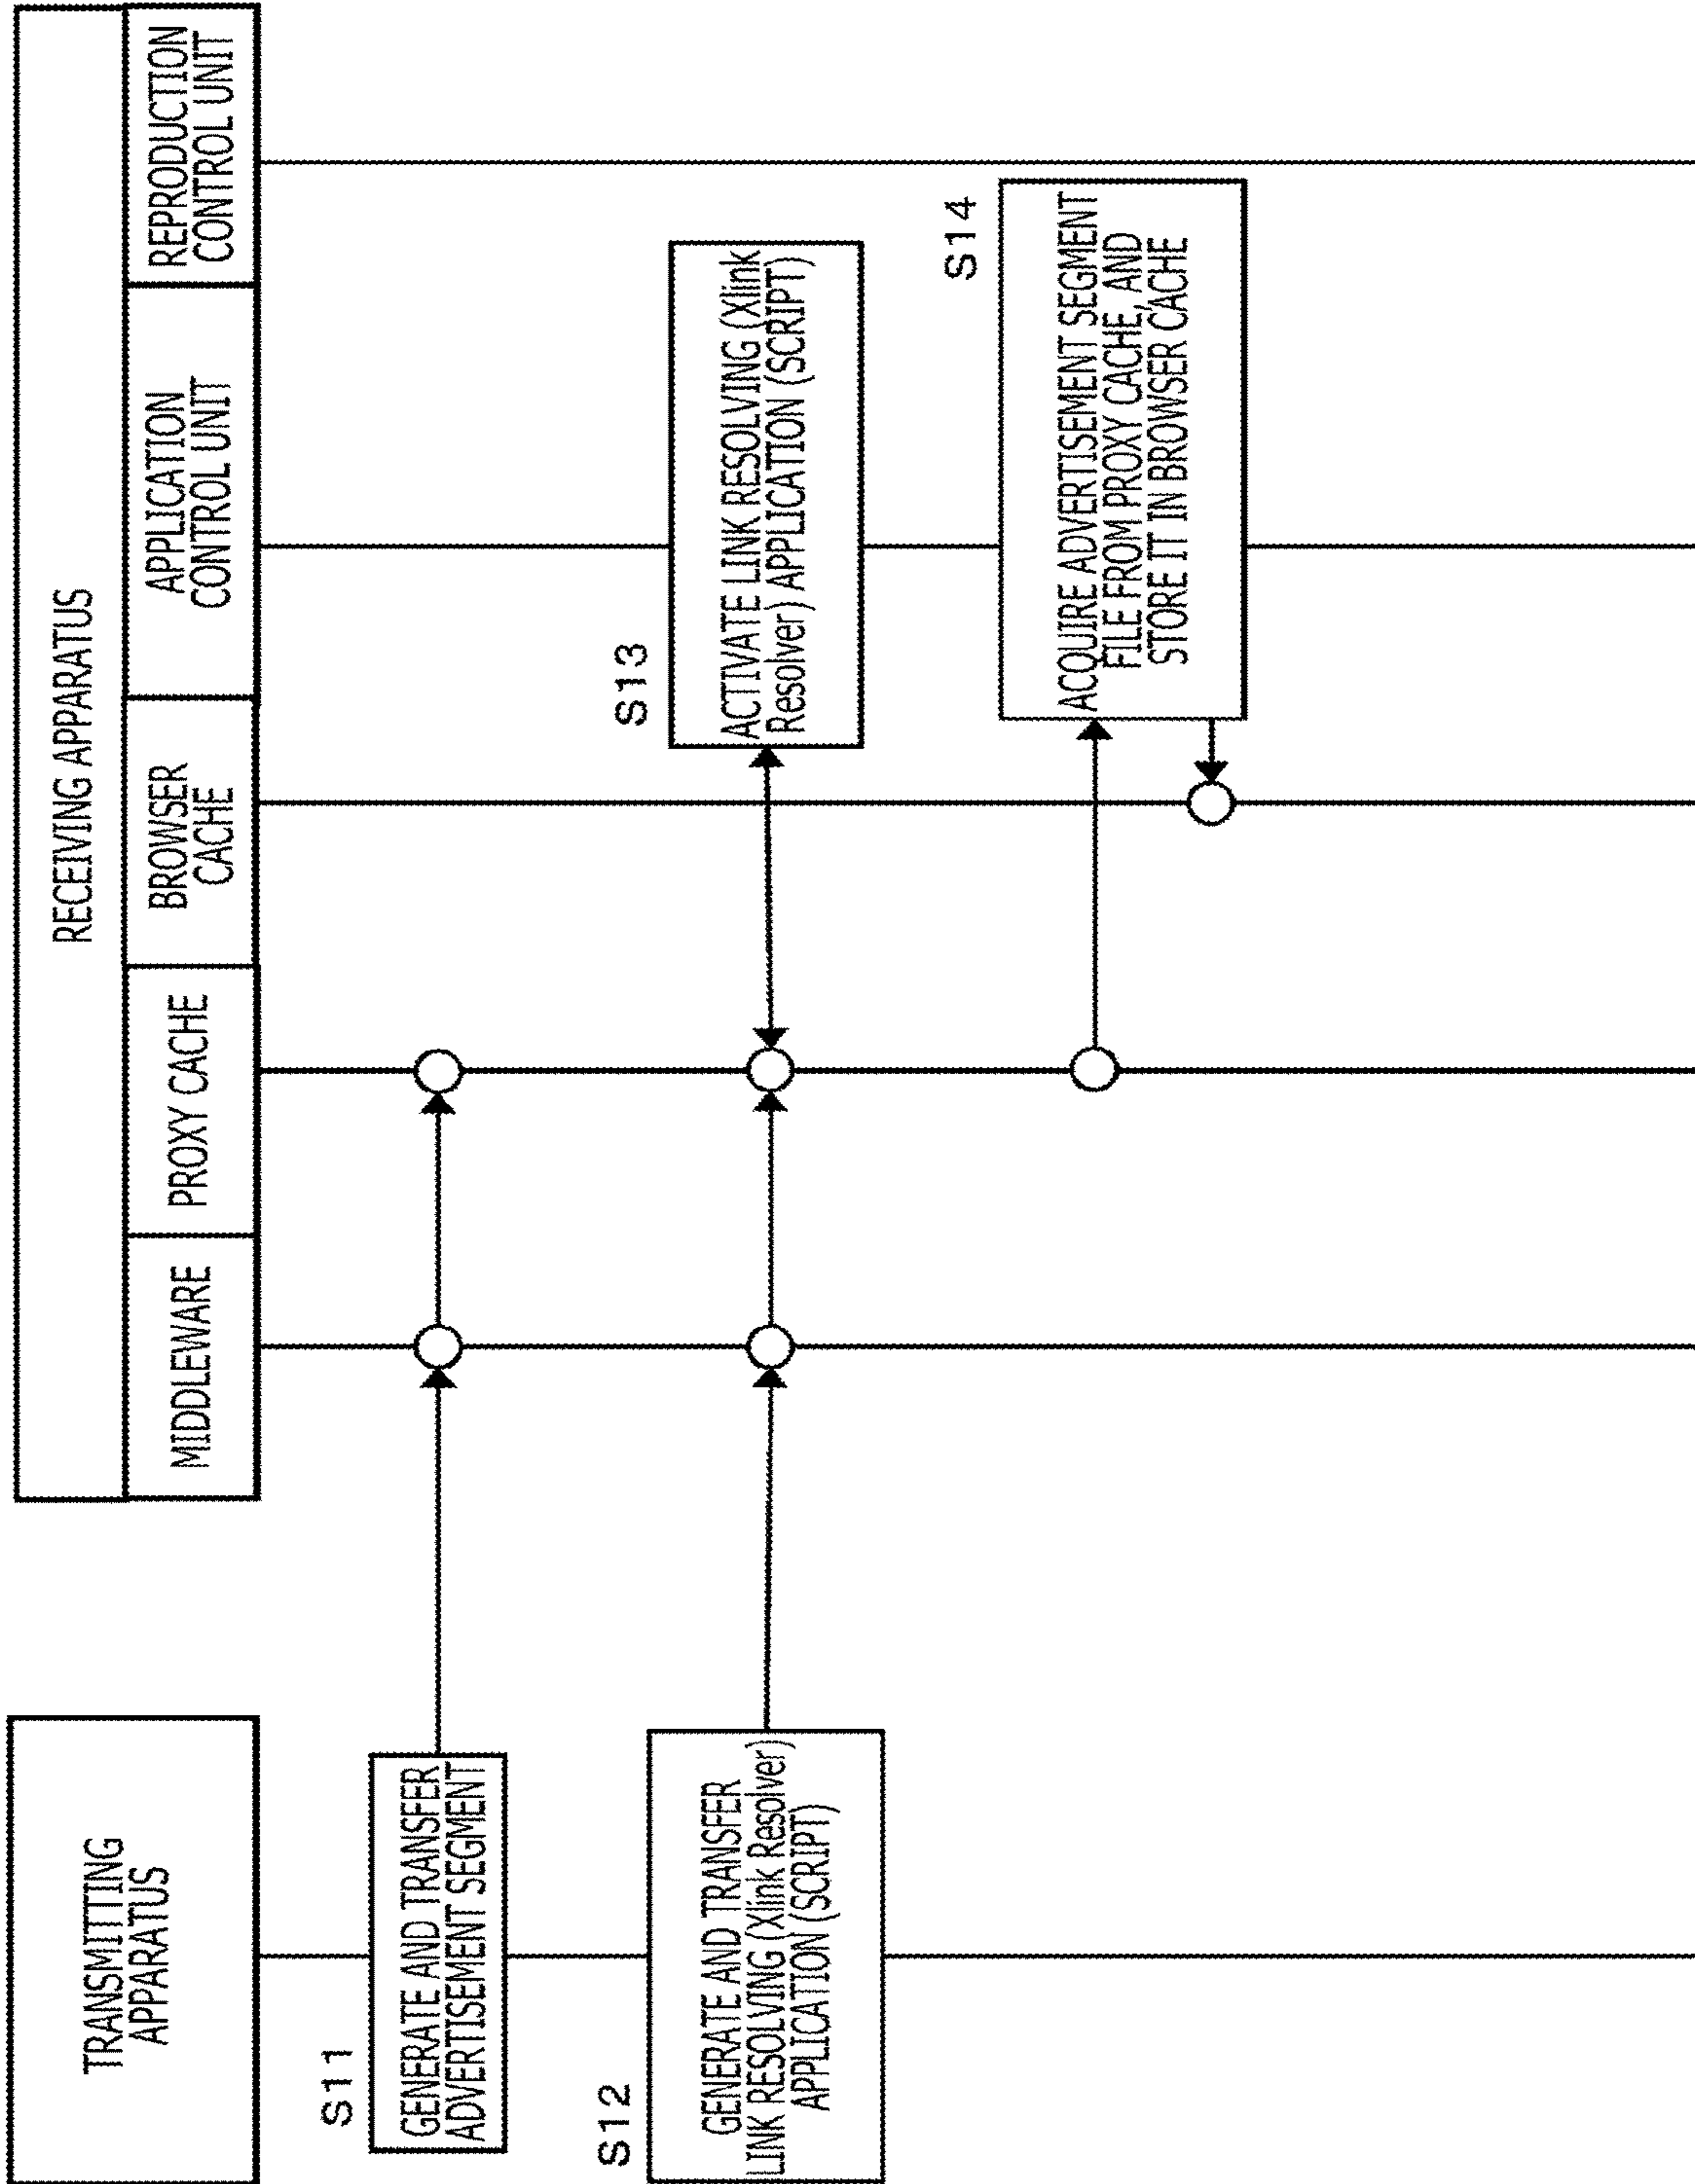 TRANSMITTING
APPARATUS
RECEIVING APPARATUS
MIDDLEWARE
PROXY CACHE
BROWSER
CACHE
APPLICATION
CONTROL UNIT
REPRODUCTION
CONTROL UNIT
S11
GENERATE AND TRANSFER
ADVERTISEMENT SEGMENT
S12
GENERATE AND TRANSFER
LINK RESOLVING (Xlink Resolver)
APPLICATION (SCRIPT)
S13
ACTIVATE LINK RESOLVING (Xlink
Resolver) APPLICATION (SCRIPT)
S14
ACQUIRE ADVERTISEMENT SEGMENT
FILE FROM PROXY CACHE, AND
STORE IT IN BROWSER CACHE